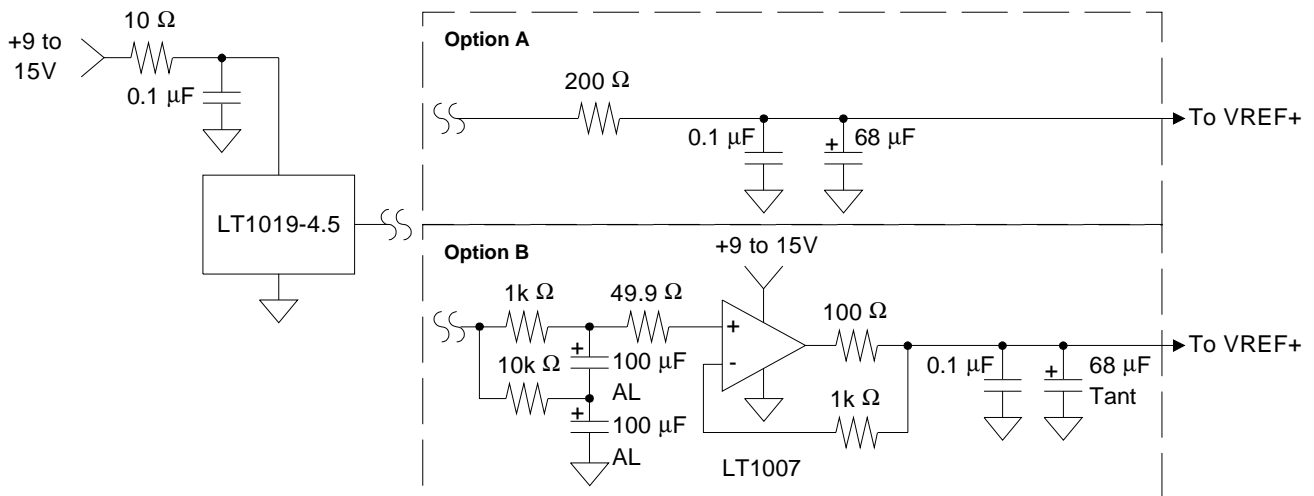 10 Ω
+9 to
15V
0.1 µF
LT1019-4.5
Option A
200 Ω
0.1 µF
+
68 µF
To VREF+
Option B
+9 to 15V
1k Ω
49.9 Ω
+
-
100 Ω
To VREF+
+
100 µF
AL
10k Ω
+
100 µF
AL
1k Ω
LT1007
0.1 µF
+
68 µF
Tant